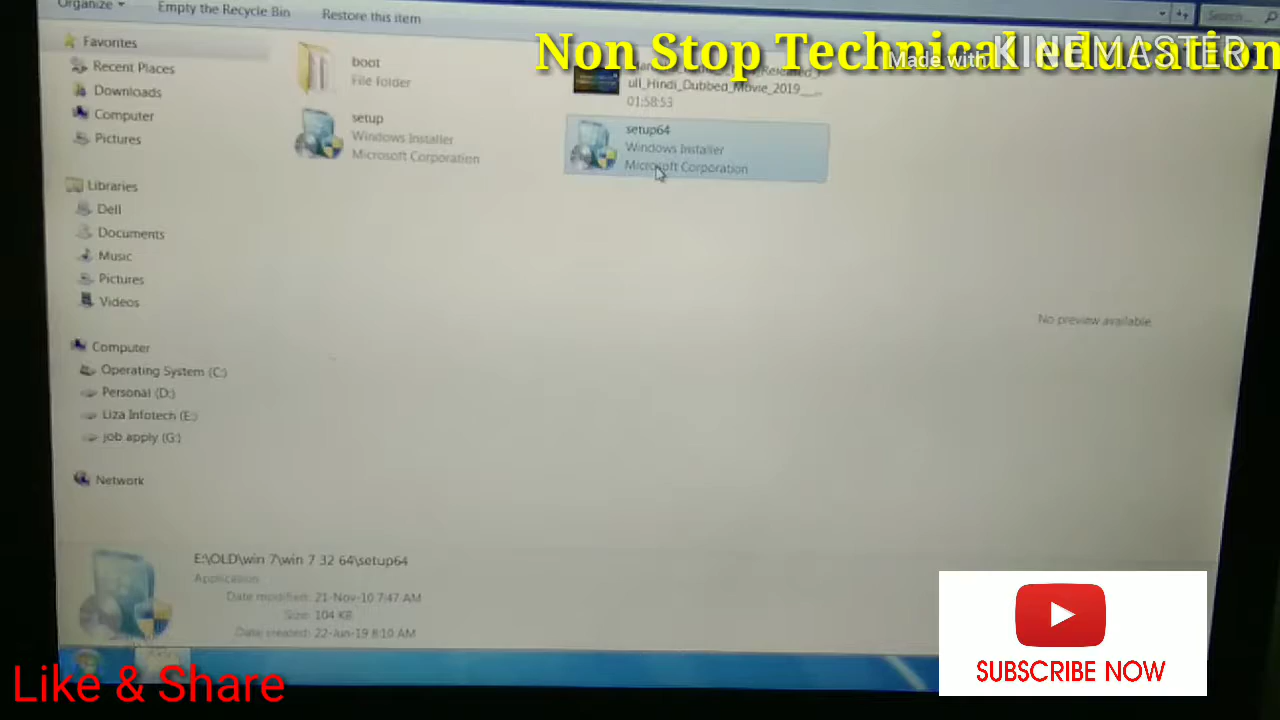 Organize
Empty the Recycle Bin
Restore this item
Search...
Non Stop Technical education
Made with KINEMASTER
Favorites
Recent Places
Downloads
Computer
Pictures
boot
File folder
ull_Hindi_Dubbed_Movie_2019__...
01:58:53
setup
Windows Installer
Microsoft Corporation
setup64
Windows Installer
Microsoft Corporation
Libraries
Dell
Documents
Music
Pictures
Videos
No preview available.
Computer
Operating System (C:)
Personal (D:)
Liza Infotech (E:)
job apply (G:)
Network
E:\OLD\win 7\win 7 32 64\setup64
Application
Date modified: 21-Nov-10 7:47 AM
Size: 104 KB
Date created: 22-Jun-19 8:10 AM
Like & Share
SUBSCRIBE NOW